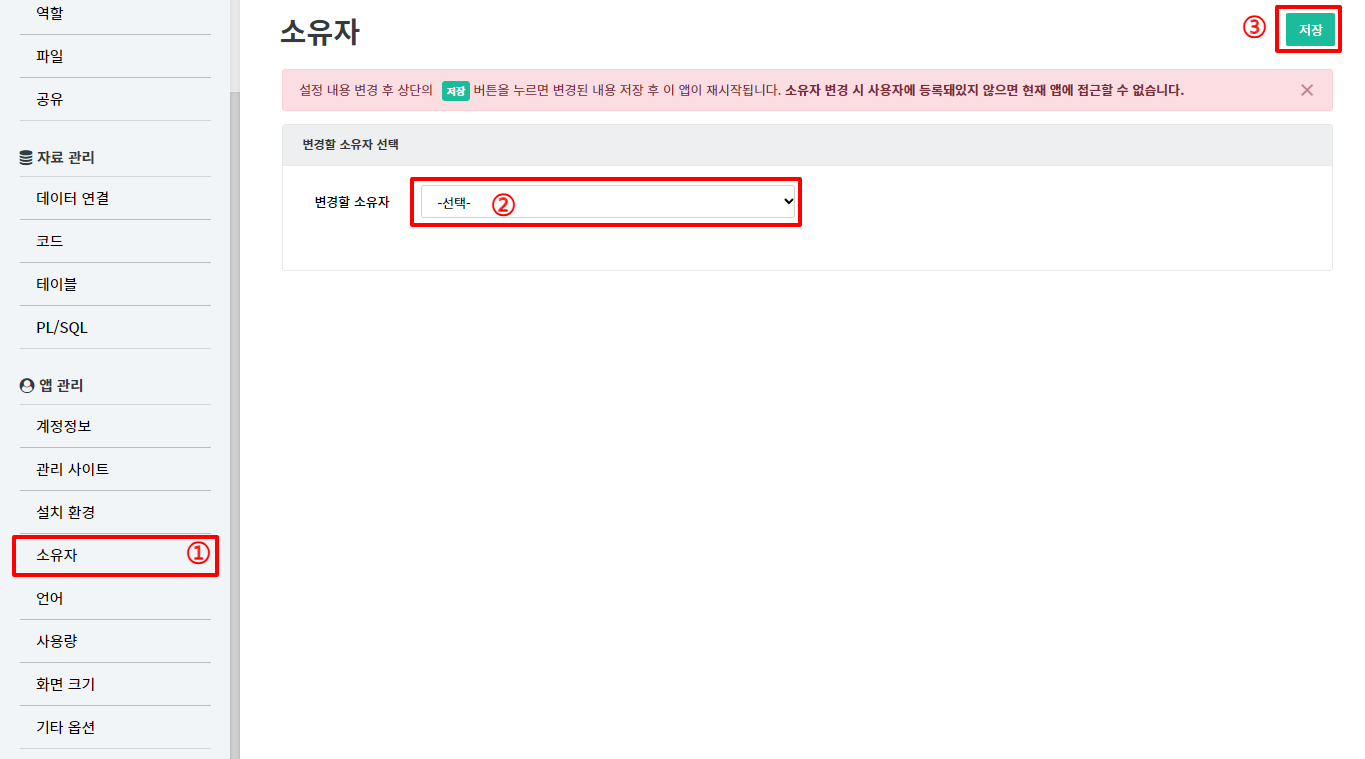 역할
파일
공유
자료 관리
데이터 연결
코드
테이블
PL/SQL
앱 관리
계정정보
관리 사이트
설치 환경
소유자 ①
언어
사용량
화면 크기
기타 옵션
소유자
③ 저장
설정 내용 변경 후 상단의 저장 버튼을 누르면 변경된 내용 저장 후 이 앱이 재시작됩니다. 소유자 변경 시 사용자에 등록돼있지 않으면 현재 앱에 접근할 수 없습니다. ×
변경할 소유자 선택
변경할 소유자 -선택- ②